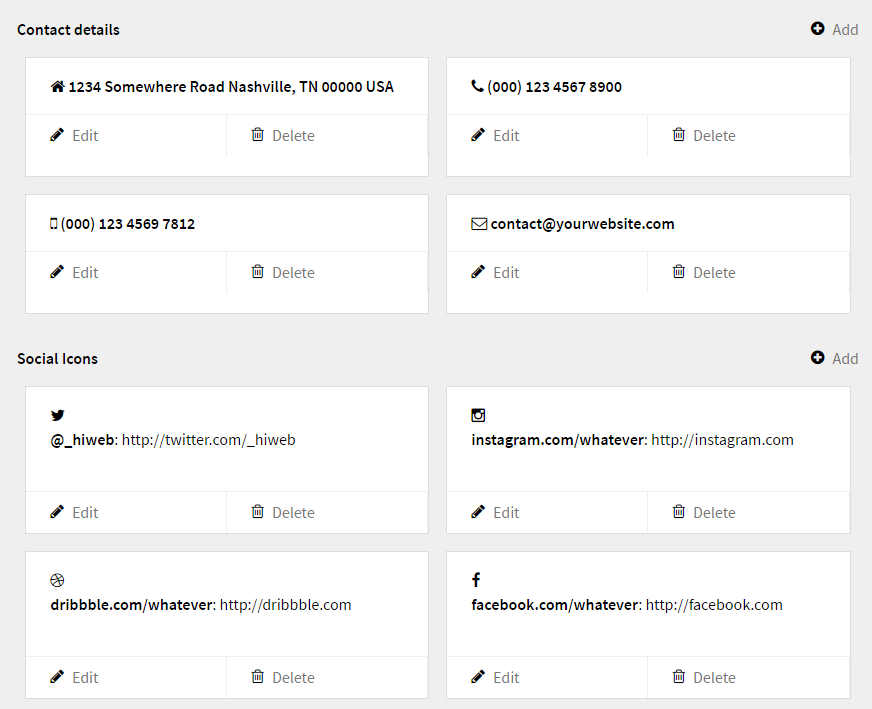 Contact details Add
1234 Somewhere Road Nashville, TN 00000 USA
Edit Delete
(000) 123 4567 8900
Edit Delete
(000) 123 4569 7812
Edit Delete
contact@yourwebsite.com
Edit Delete
Social Icons Add
@_hiweb: http://twitter.com/_hiweb
Edit Delete
instagram.com/whatever: http://instagram.com
Edit Delete
dribbble.com/whatever: http://dribbble.com
Edit Delete
facebook.com/whatever: http://facebook.com
Edit Delete